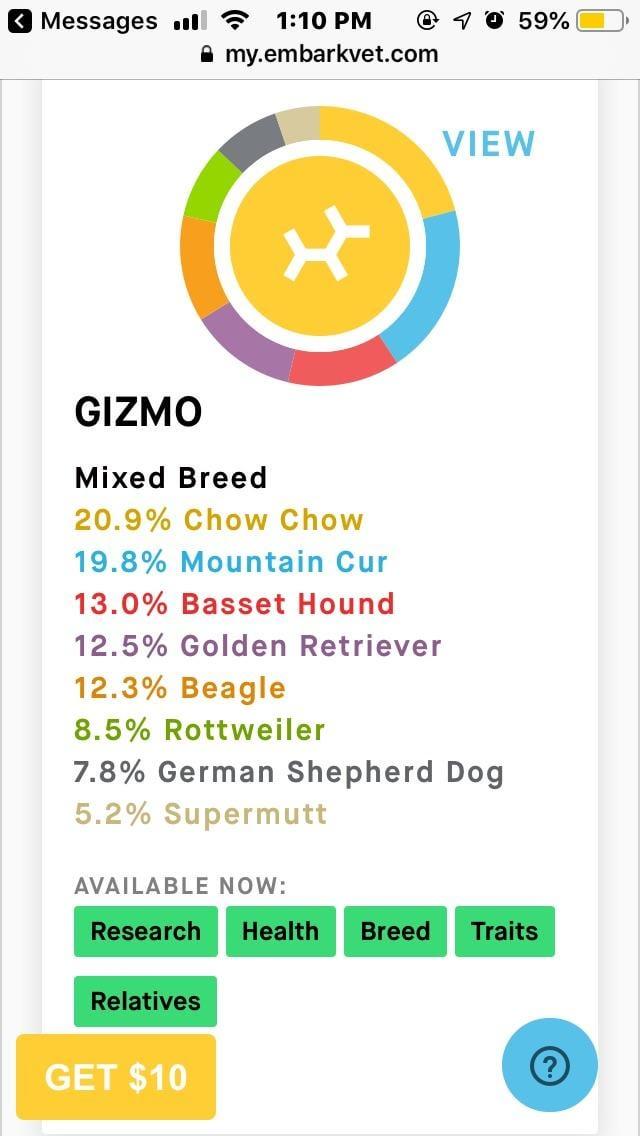 Messages 1:10 PM 59%
my.embarkvet.com
VIEW
GIZMO
Mixed Breed
20.9% Chow Chow
19.8% Mountain Cur
13.0% Basset Hound
12.5% Golden Retriever
12.3% Beagle
8.5% Rottweiler
7.8% German Shepherd Dog
5.2% Supermutt
AVAILABLE NOW:
Research Health Breed Traits
Relatives
GET $10 ?